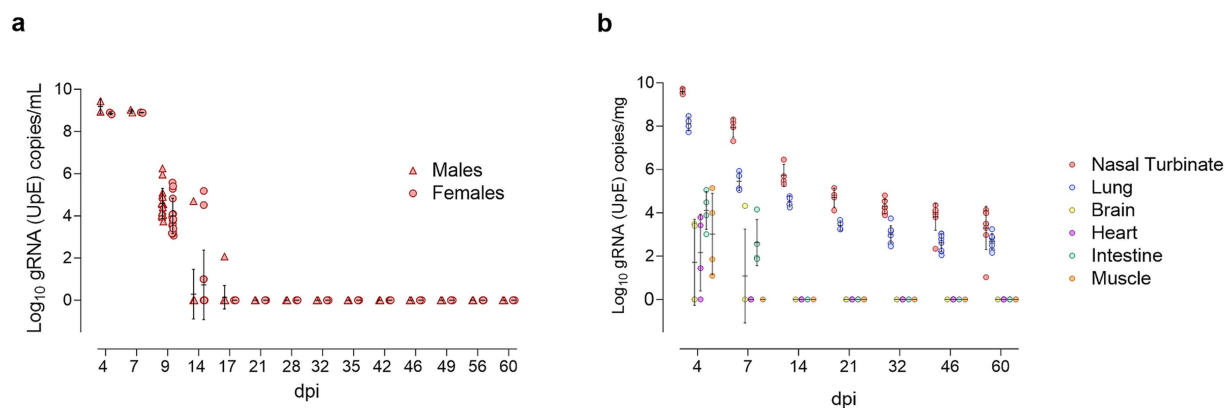 a
Log10 gRNA (UpE) copies/mL
10
8
6
4
2
0
4 7 9 14 17 21 28 32 35 42 46 49 56 60
dpi
Males
Females
b
Log10 gRNA (UpE) copies/mg
10
8
6
4
2
0
4 7 14 21 32 46 60
dpi
Nasal Turbinate
Lung
Brain
Heart
Intestine
Muscle